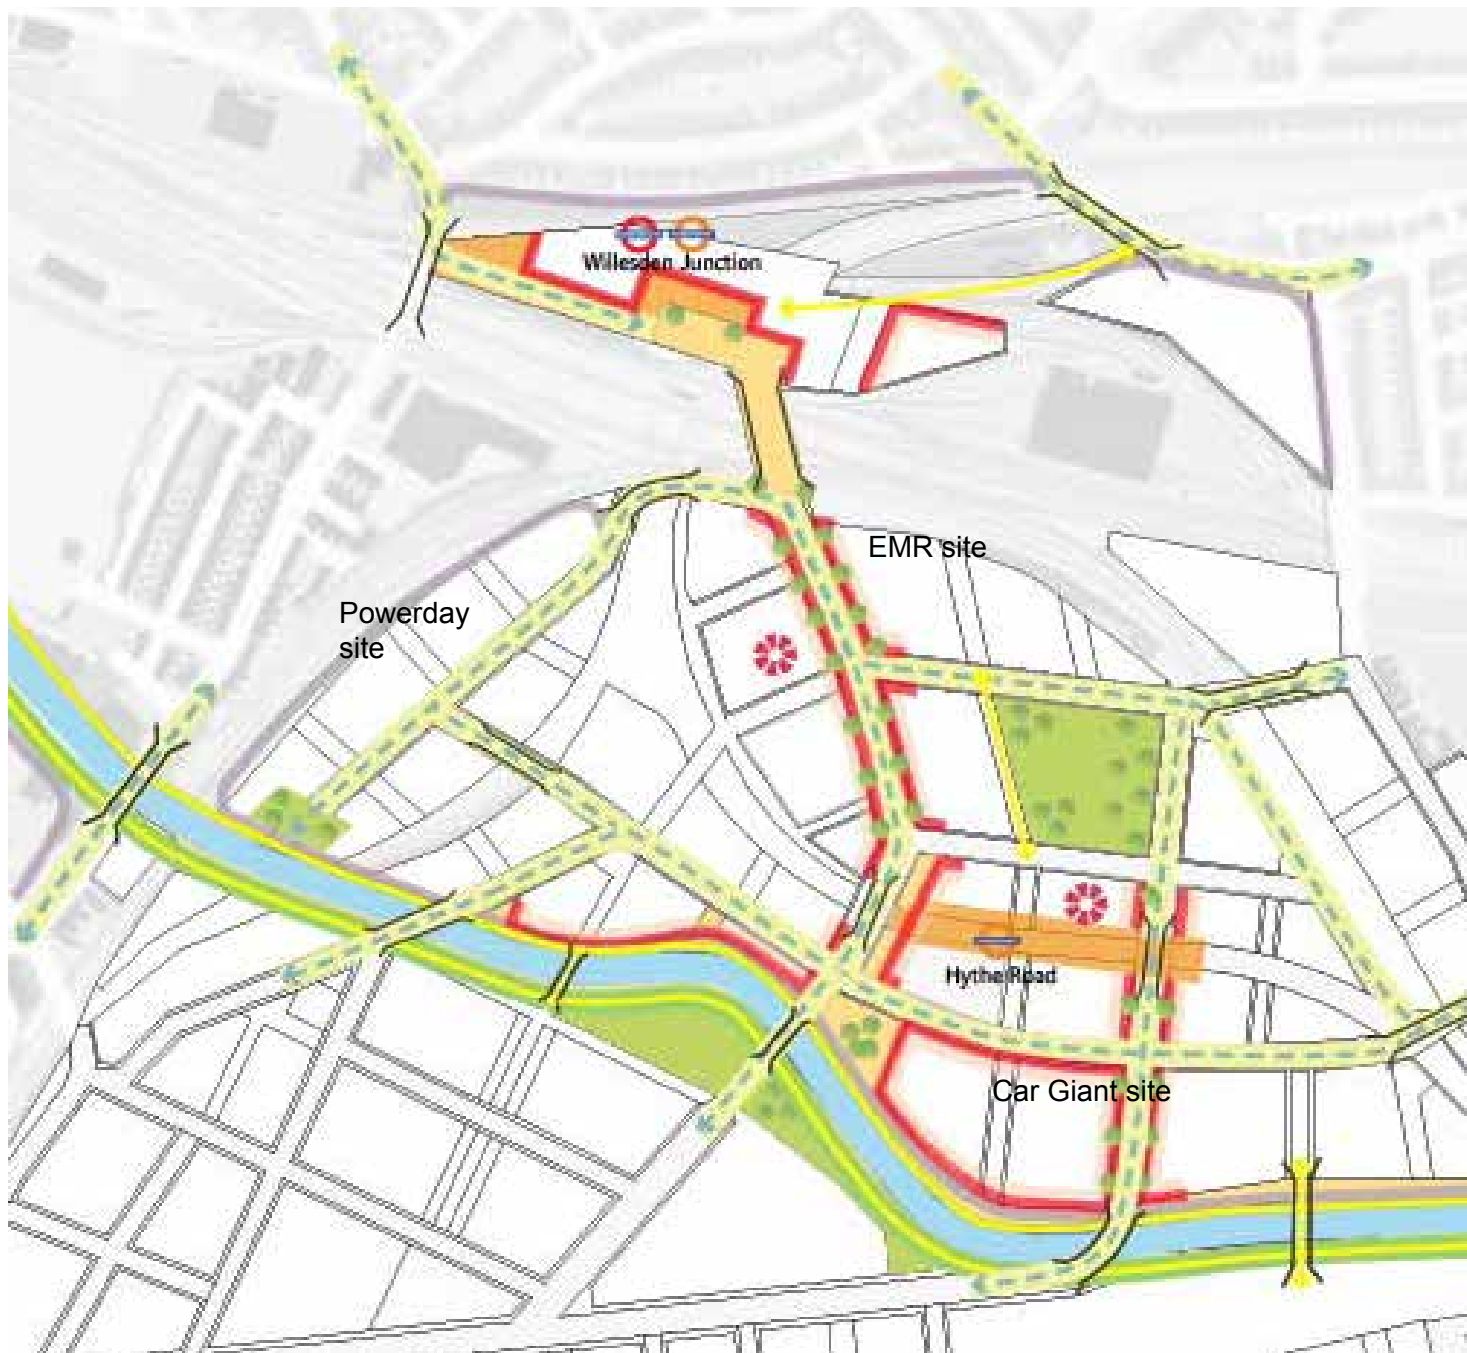 Willesden Junction
EMR site
Powerday
site
Hythe Road
Car Giant site